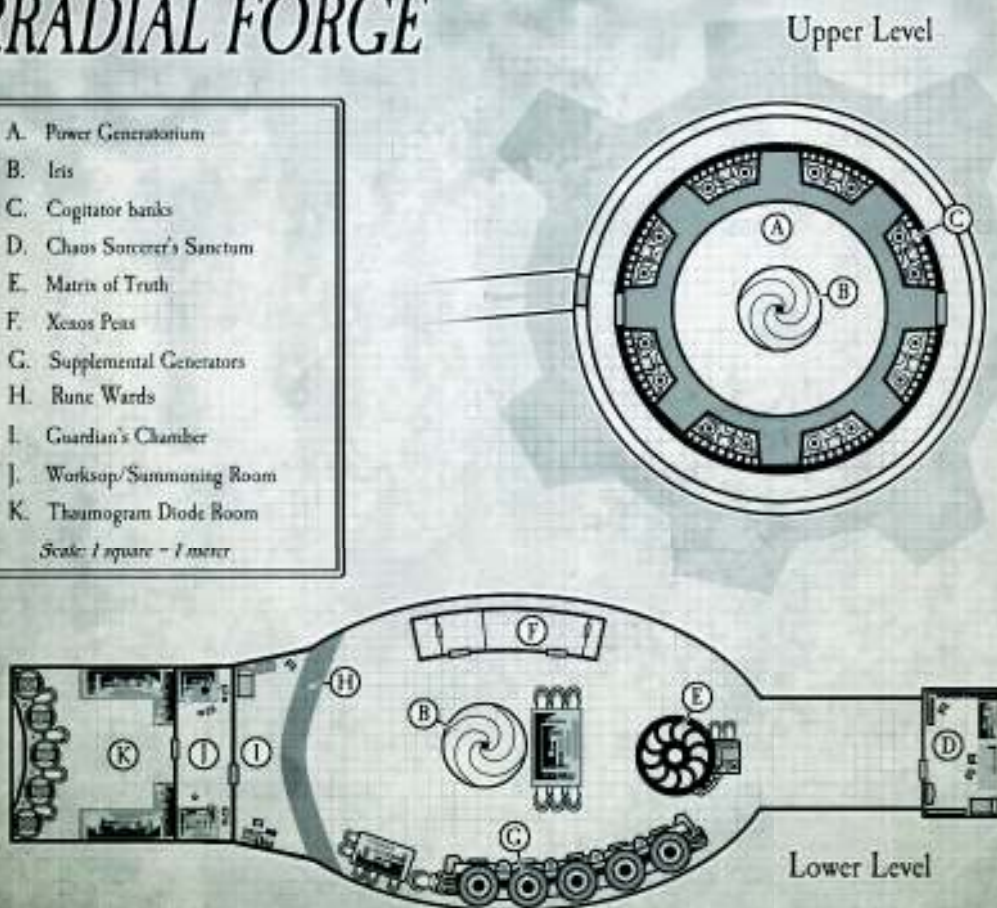 RRADIAL FORGE
Upper Level
A. Power Generatorium
B. Iris
C. Cogitator banks
D. Chaos Sorcerer's Sanctum
E. Matrix of Truth
F. Xenos Pens
G. Supplemental Generators
H. Rune Wards
I. Guardian's Chamber
J. Worksop/Summoning Room
K. Thaumogram Diode Room
Scale: 1 square = 1 meter
A
C
B
F
H
B
E
K
J
I
D
G
Lower Level